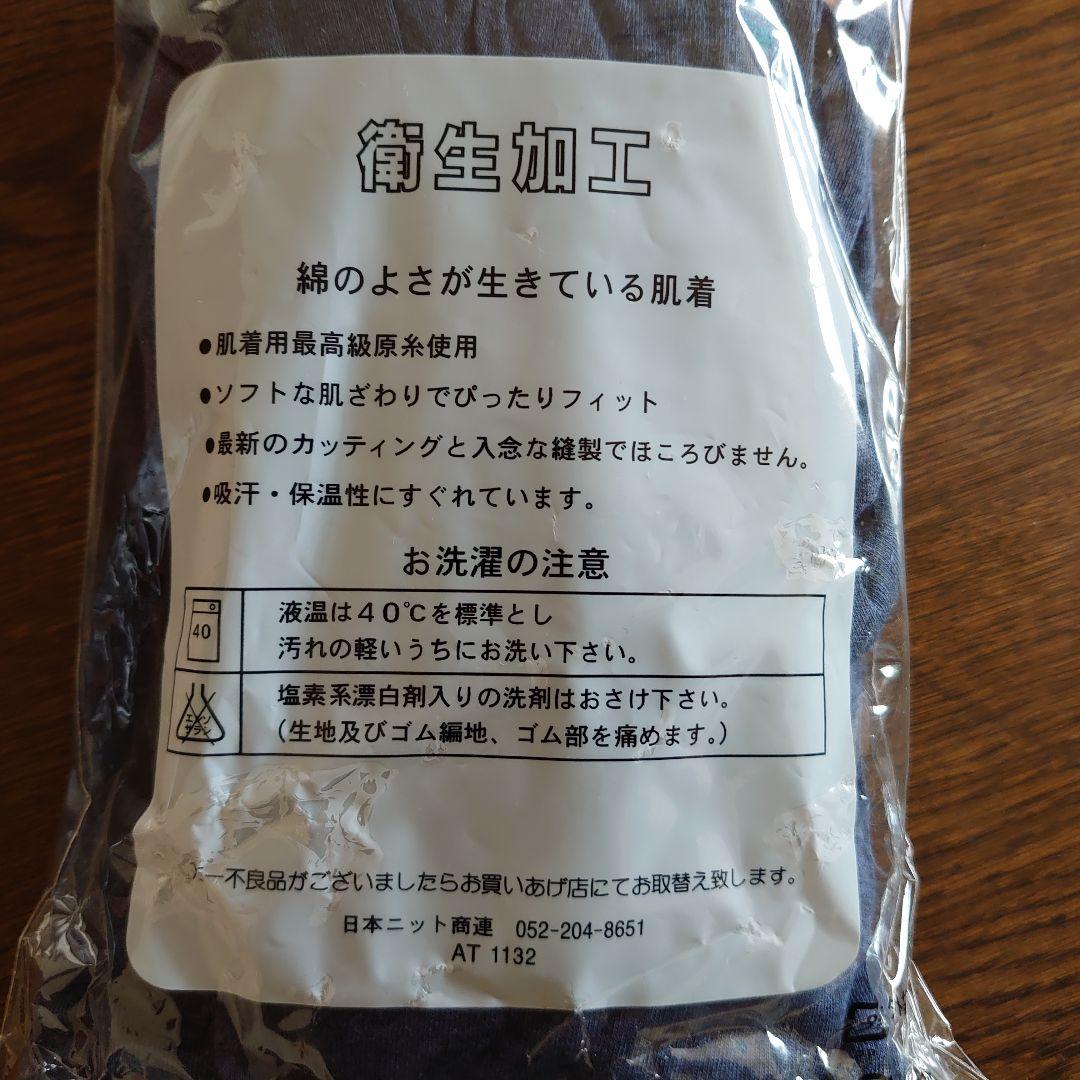 衛生加工
綿のよさが生きている肌着
●肌着用最高級原糸使用
●ソフトな肌ざわりでぴったりフィット
●最新のカッティングと入念な縫製でほころびません。
●吸汗・保温性にすぐれています。
お洗濯の注意
40
液温は40℃を標準とし
汚れの軽いうちにお洗い下さい。
エンソ
サラシ
塩素系漂白剤入りの洗剤はおさけ下さい。
(生地及びゴム編地、ゴム部を痛めます。)
一不良品がございましたらお買いあげ店にてお取替え致します。
日本ニット商連 052-204-8651
AT 1132